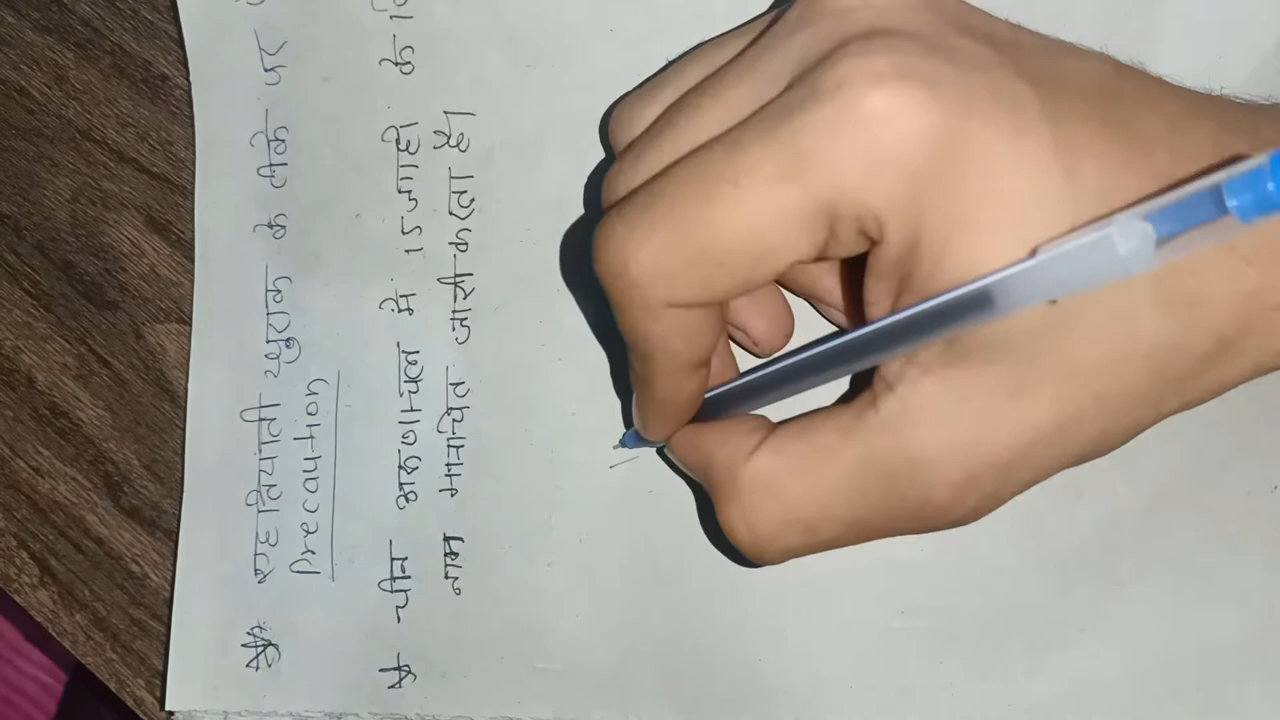 एहतियाती खुराक के टीके पर
precaution
चीन अरुणाचल में 15 जगहों के
नाम मानचित्र जारी करता है।